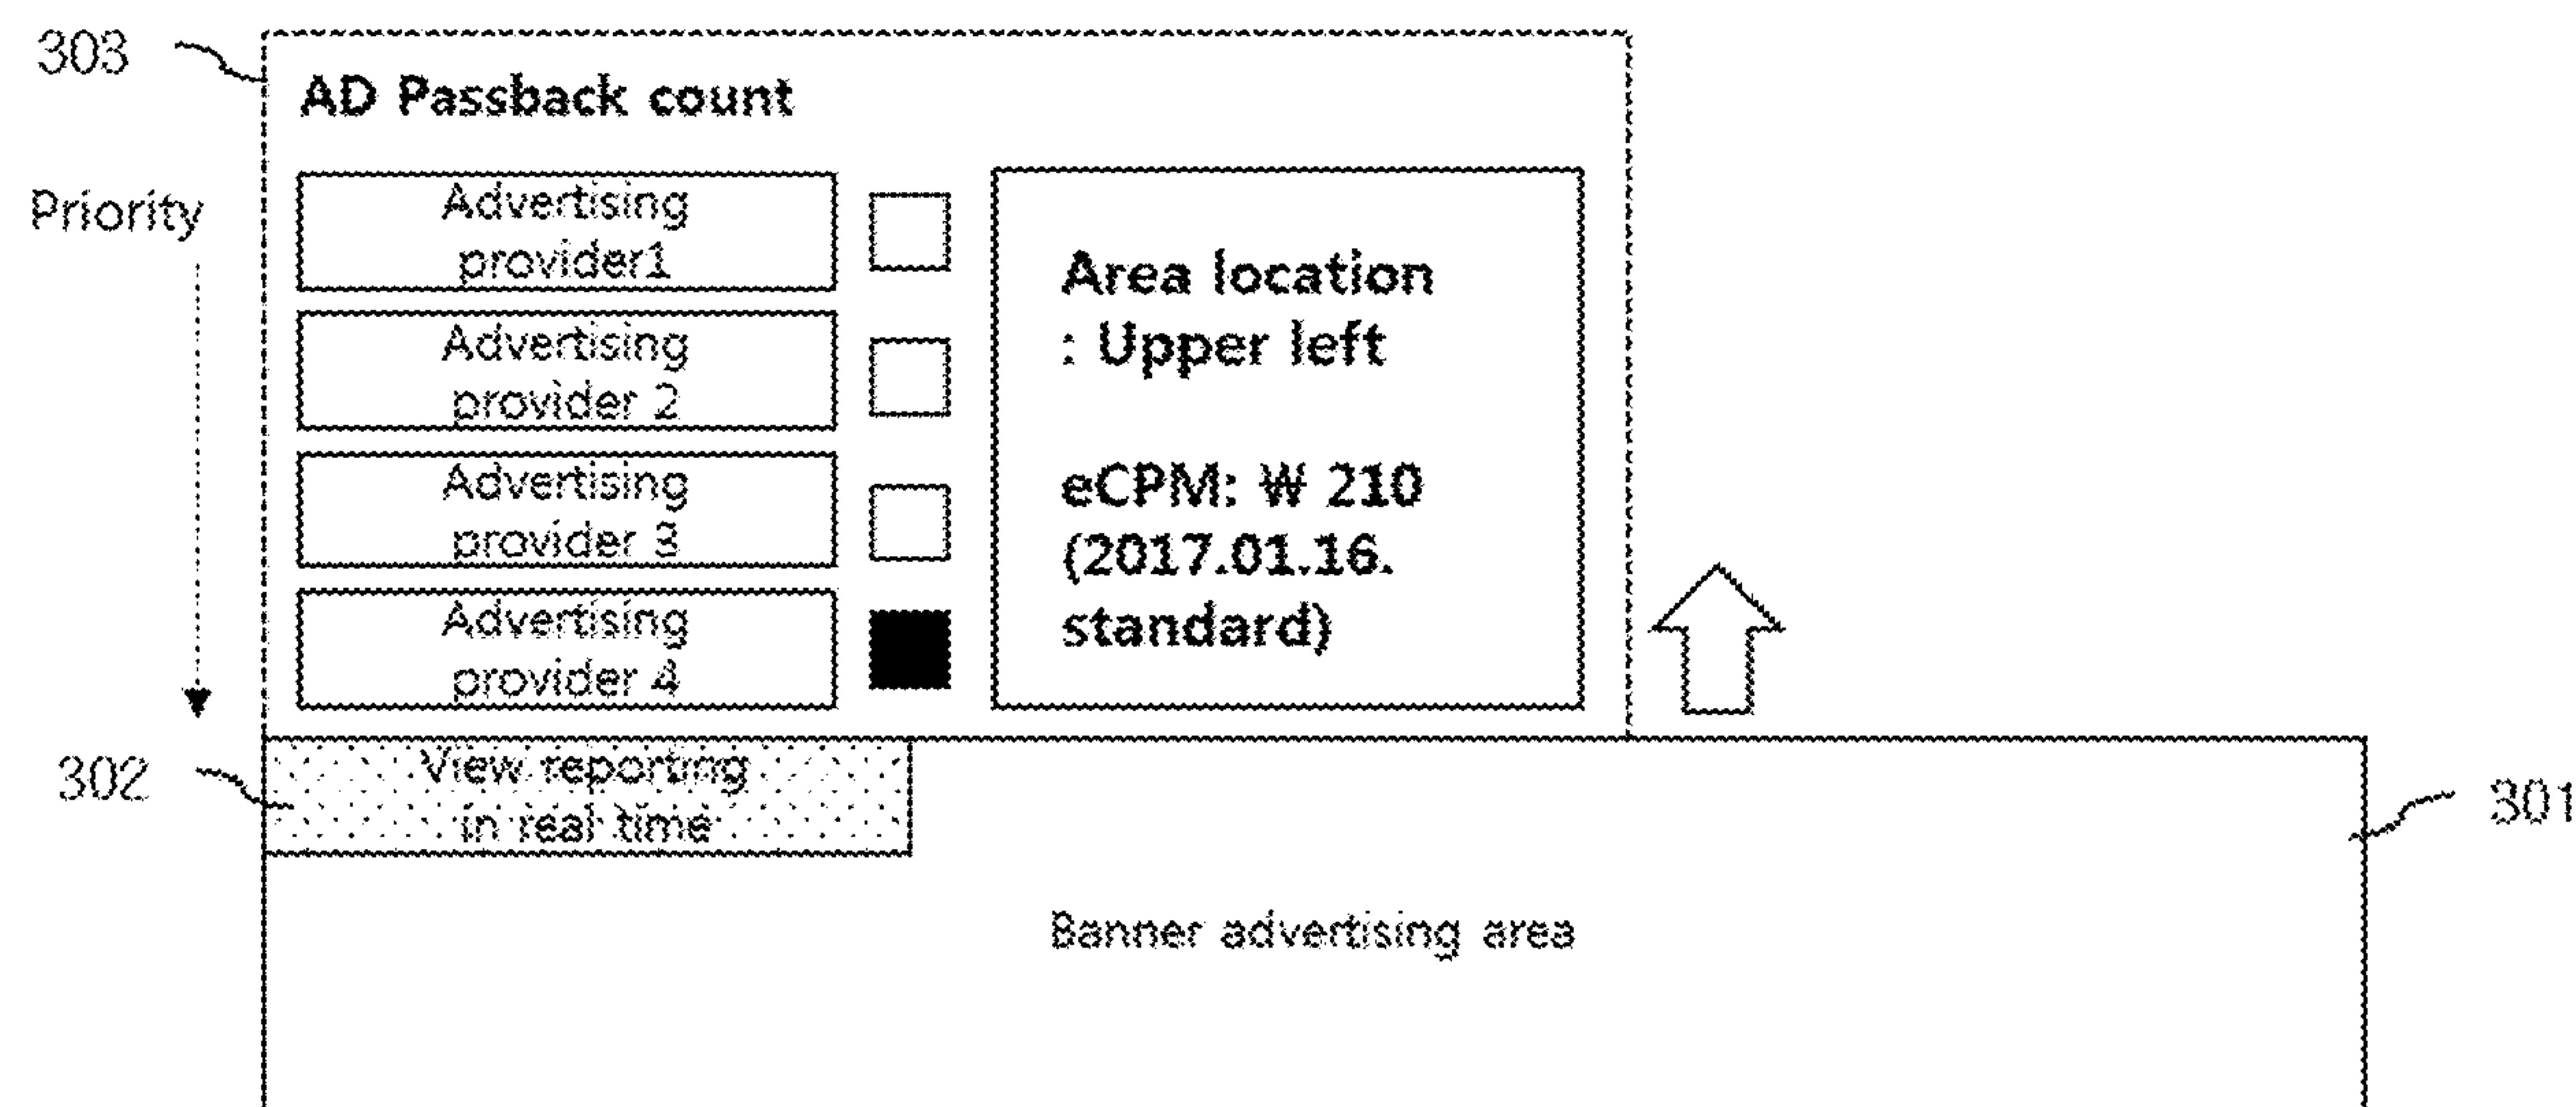 303
AD Passback count
Priority
Advertising
provider1
Advertising
provider 2
Advertising
provider 3
Advertising
provider 4
Area location
: Upper left
eCPM: ₩ 210
(2017.01.16.
standard)
302
View reporting
in real time
301
Banner advertising area